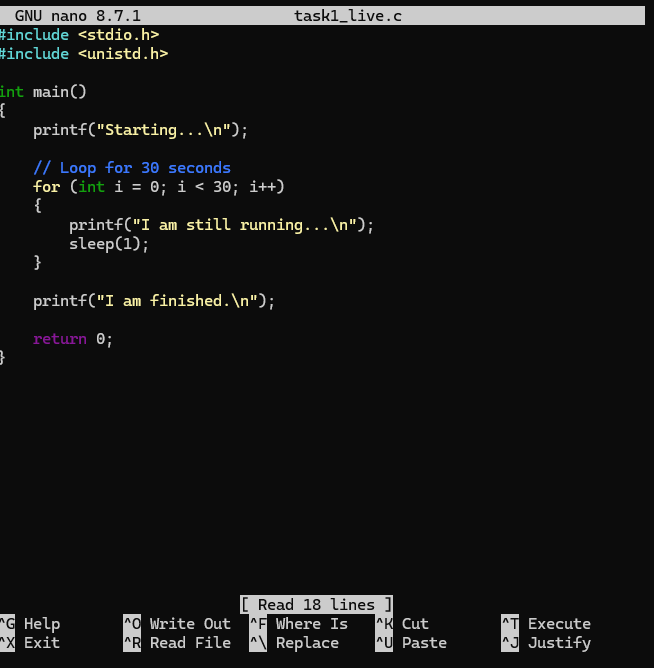 GNU nano 8.7.1 task1_live.c
#include <stdio.h>
#include <unistd.h>
int main()
{
    printf("Starting...\n");
    // Loop for 30 seconds
    for (int i = 0; i < 30; i++)
    {
        printf("I am still running...\n");
        sleep(1);
    }
    printf("I am finished.\n");
    return 0;
}
[ Read 18 lines ]
^G Help ^O Write Out ^F Where Is ^K Cut ^T Execute
^X Exit ^R Read File ^\ Replace ^U Paste ^J Justify